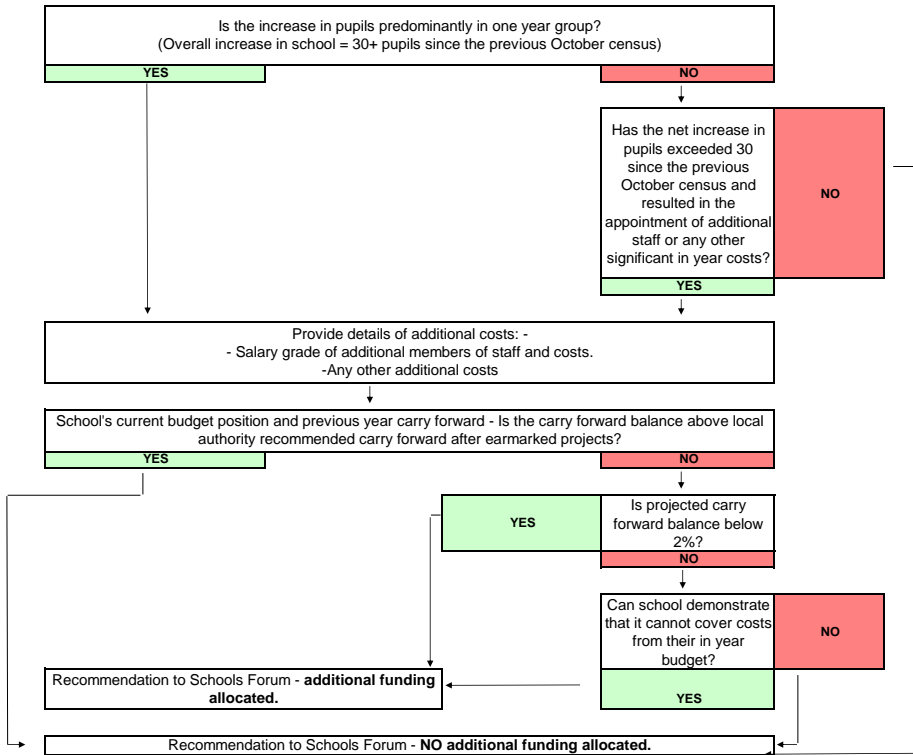 Is the increase in pupils predominantly in one year group?
(Overall increase in school = 30+ pupils since the previous October census)
YES
NO
Has the net increase in
pupils exceeded 30
since the previous
October census and
resulted in the
appointment of additional
staff or any other
significant in year costs?
NO
YES
Provide details of additional costs: -
- Salary grade of additional members of staff and costs.
-Any other additional costs
School's current budget position and previous year carry forward - Is the carry forward balance above local
authority recommended carry forward after earmarked projects?
YES
NO
YES
Is projected carry
forward balance below
2%?
NO
Can school demonstrate
that it cannot cover costs
from their in year
budget?
NO
YES
Recommendation to Schools Forum - additional funding
allocated.
Recommendation to Schools Forum - NO additional funding allocated.